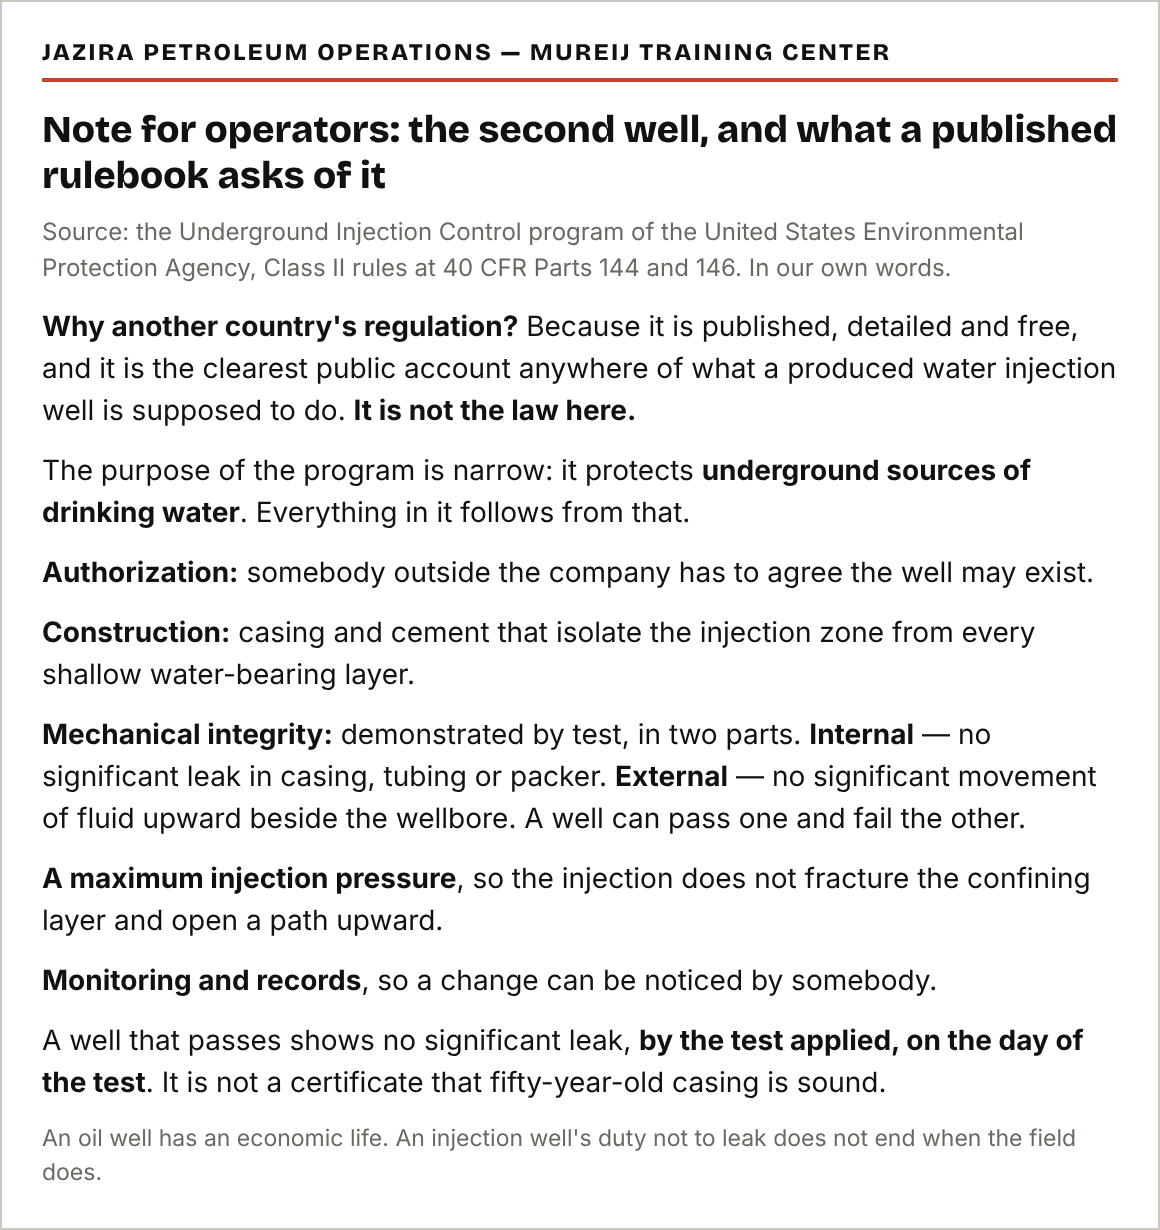 JAZIRA PETROLEUM OPERATIONS — MUREIJ TRAINING CENTER
Note for operators: the second well, and what a published
rulebook asks of it
Source: the Underground Injection Control program of the United States Environmental
Protection Agency, Class II rules at 40 CFR Parts 144 and 146. In our own words.
Why another country's regulation? Because it is published, detailed and free,
and it is the clearest public account anywhere of what a produced water injection
well is supposed to do. It is not the law here.
The purpose of the program is narrow: it protects underground sources of
drinking water. Everything in it follows from that.
Authorization: somebody outside the company has to agree the well may exist.
Construction: casing and cement that isolate the injection zone from every
shallow water-bearing layer.
Mechanical integrity: demonstrated by test, in two parts. Internal — no
significant leak in casing, tubing or packer. External — no significant movement
of fluid upward beside the wellbore. A well can pass one and fail the other.
A maximum injection pressure, so the injection does not fracture the confining
layer and open a path upward.
Monitoring and records, so a change can be noticed by somebody.
A well that passes shows no significant leak, by the test applied, on the day of
the test. It is not a certificate that fifty-year-old casing is sound.
An oil well has an economic life. An injection well's duty not to leak does not end when the field
does.